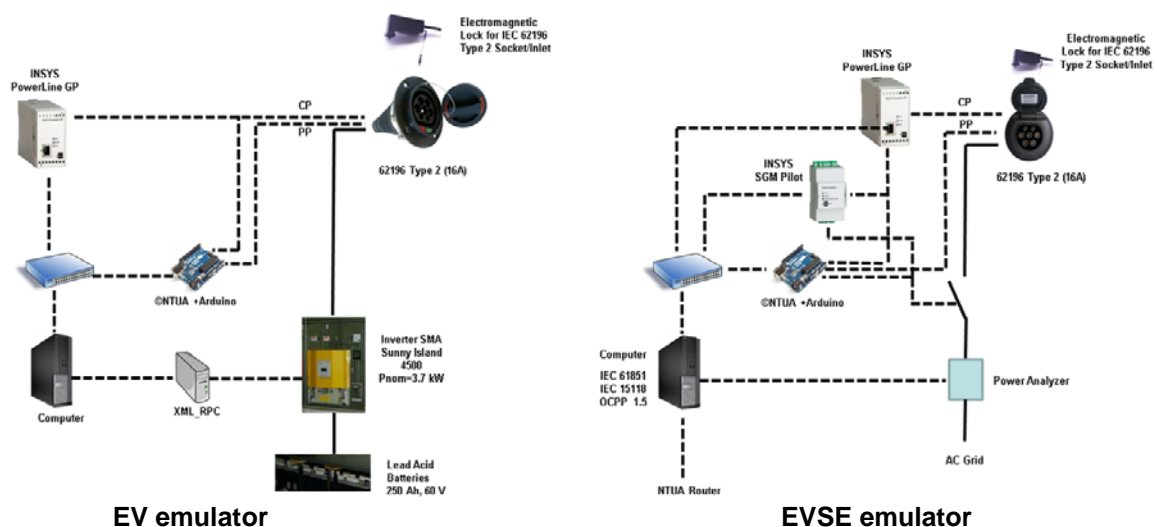 Electromagnetic
Lock for IEC 62196
Type 2 Socket/Inlet
INSYS
PowerLine GP
CP
PP
62196 Type 2 (16A)
©NTUA +Arduino
Inverter SMA
Sunny Island
4500
Pnom=3.7 kW
Computer
XML_RPC
Lead Acid
Batteries
250 Ah, 60 V
EV emulator
Electromagnetic
Lock for IEC 62196
Type 2 Socket/Inlet
INSYS
PowerLine GP
CP
PP
INSYS
SGM Pilot
62196 Type 2 (16A)
©NTUA +Arduino
Computer
IEC 61851
IEC 15118
OCPP 1.5
Power Analyzer
AC Grid
NTUA Router
EVSE emulator